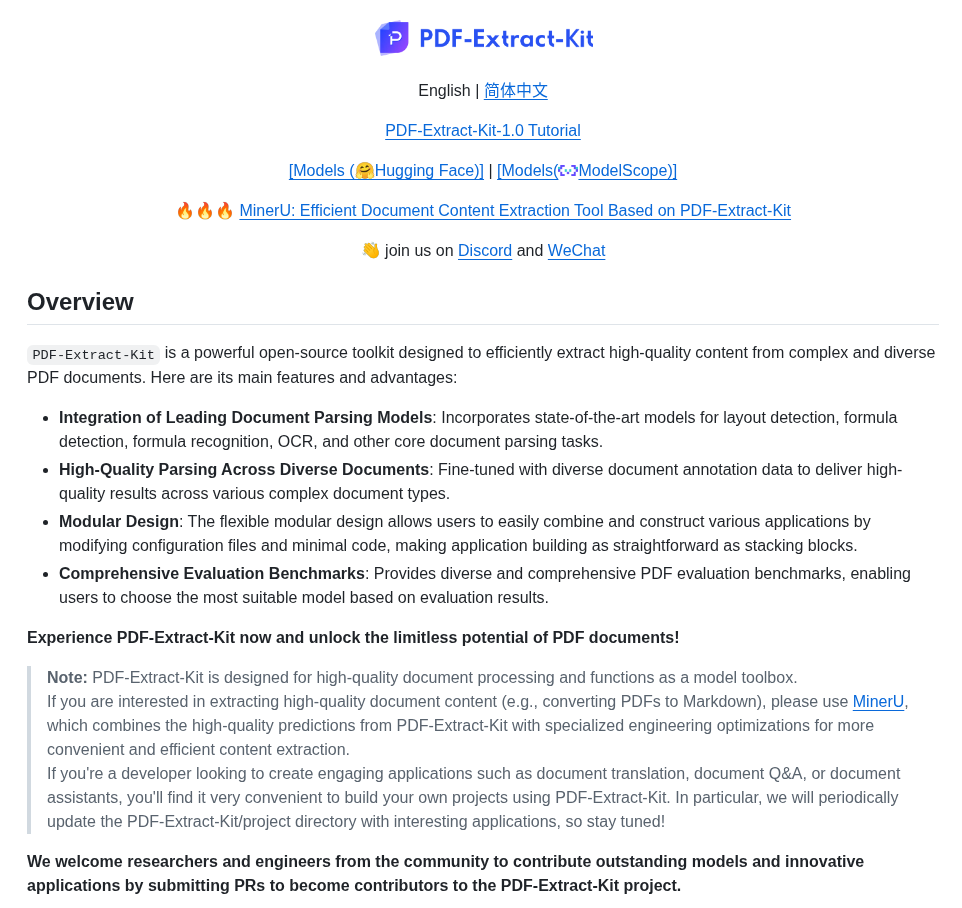 PDF-Extract-Kit
English | 简体中文
PDF-Extract-Kit-1.0 Tutorial
[Models (🤗Hugging Face)] | [Models(ModelScope)]
🔥🔥🔥 MinerU: Efficient Document Content Extraction Tool Based on PDF-Extract-Kit
👋 join us on Discord and WeChat
Overview
PDF-Extract-Kit is a powerful open-source toolkit designed to efficiently extract high-quality content from complex and diverse
PDF documents. Here are its main features and advantages:
• Integration of Leading Document Parsing Models: Incorporates state-of-the-art models for layout detection, formula
detection, formula recognition, OCR, and other core document parsing tasks.
• High-Quality Parsing Across Diverse Documents: Fine-tuned with diverse document annotation data to deliver high-
quality results across various complex document types.
• Modular Design: The flexible modular design allows users to easily combine and construct various applications by
modifying configuration files and minimal code, making application building as straightforward as stacking blocks.
• Comprehensive Evaluation Benchmarks: Provides diverse and comprehensive PDF evaluation benchmarks, enabling
users to choose the most suitable model based on evaluation results.
Experience PDF-Extract-Kit now and unlock the limitless potential of PDF documents!
Note: PDF-Extract-Kit is designed for high-quality document processing and functions as a model toolbox.
If you are interested in extracting high-quality document content (e.g., converting PDFs to Markdown), please use MinerU,
which combines the high-quality predictions from PDF-Extract-Kit with specialized engineering optimizations for more
convenient and efficient content extraction.
If you're a developer looking to create engaging applications such as document translation, document Q&A, or document
assistants, you'll find it very convenient to build your own projects using PDF-Extract-Kit. In particular, we will periodically
update the PDF-Extract-Kit/project directory with interesting applications, so stay tuned!
We welcome researchers and engineers from the community to contribute outstanding models and innovative
applications by submitting PRs to become contributors to the PDF-Extract-Kit project.